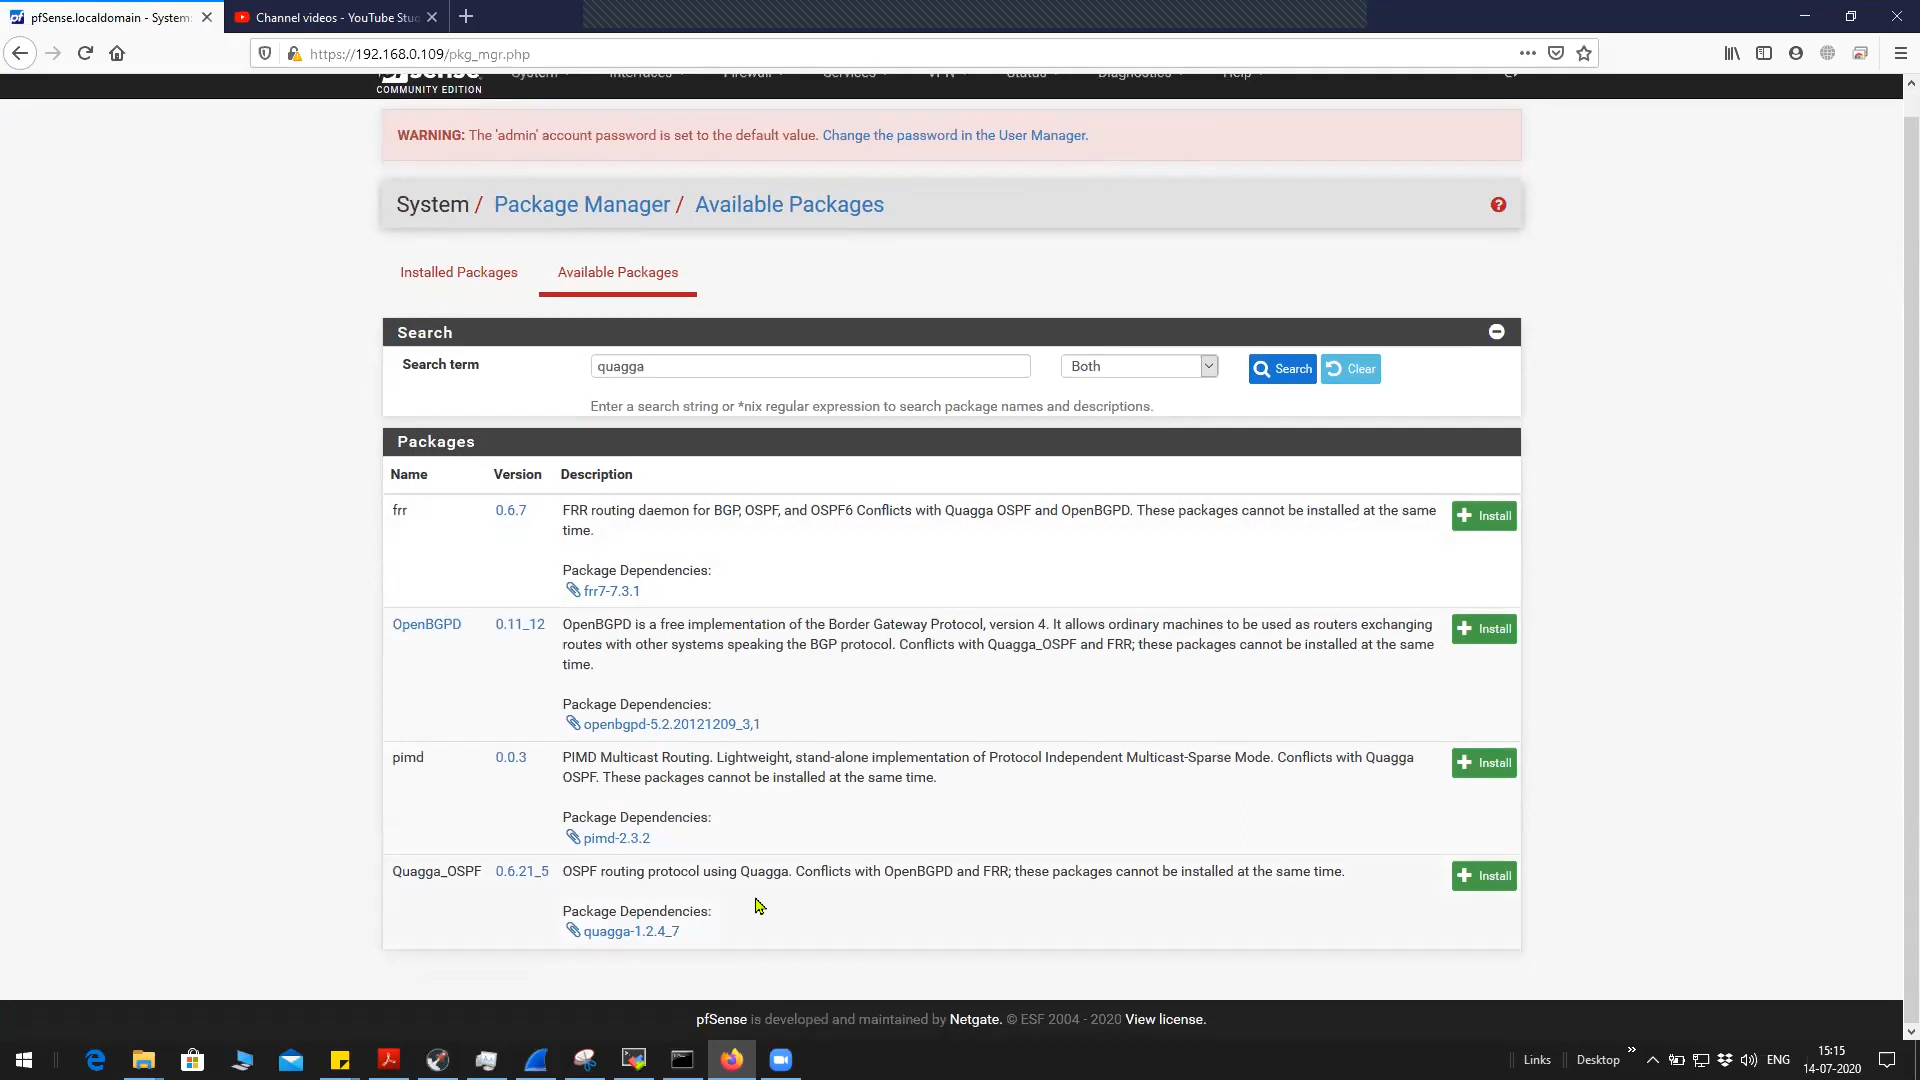 pfSense.localdomain - System:
Channel videos - YouTube Stu
https://192.168.0.109/pkg_mgr.php
pfSense
System
Interfaces
Firewall
Services
VPN
Status
Diagnostics
Help
COMMUNITY EDITION
WARNING: The 'admin' account password is set to the default value. Change the password in the User Manager.
System / Package Manager / Available Packages
Installed Packages
Available Packages
Search
Search term
quagga
Both
Search
Clear
Enter a search string or *nix regular expression to search package names and descriptions.
Packages
Name Version Description
frr 0.6.7 FRR routing daemon for BGP, OSPF, and OSPF6 Conflicts with Quagga OSPF and OpenBGPD. These packages cannot be installed at the same
time.
Install
Package Dependencies:
frr7-7.3.1
OpenBGPD 0.11_12 OpenBGPD is a free implementation of the Border Gateway Protocol, version 4. It allows ordinary machines to be used as routers exchanging
routes with other systems speaking the BGP protocol. Conflicts with Quagga_OSPF and FRR; these packages cannot be installed at the same
time.
Install
Package Dependencies:
openbgpd-5.2.20121209_3,1
pimd 0.0.3 PIMD Multicast Routing. Lightweight, stand-alone implementation of Protocol Independent Multicast-Sparse Mode. Conflicts with Quagga
OSPF. These packages cannot be installed at the same time.
Install
Package Dependencies:
pimd-2.3.2
Quagga_OSPF 0.6.21_5 OSPF routing protocol using Quagga. Conflicts with OpenBGPD and FRR; these packages cannot be installed at the same time.
Install
Package Dependencies:
quagga-1.2.4_7
pfSense is developed and maintained by Netgate. © ESF 2004 - 2020 View license.
Links
Desktop
ENG
15:15
14-07-2020